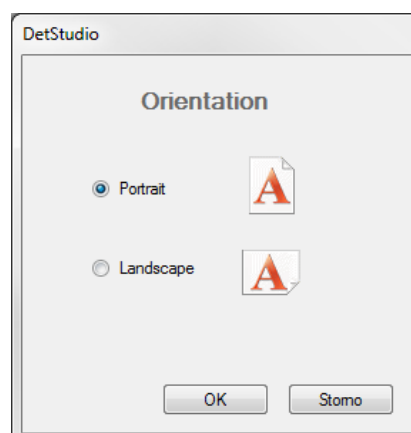 DetStudio
Orientation
Portrait
A
Landscape
A
OK
Storno